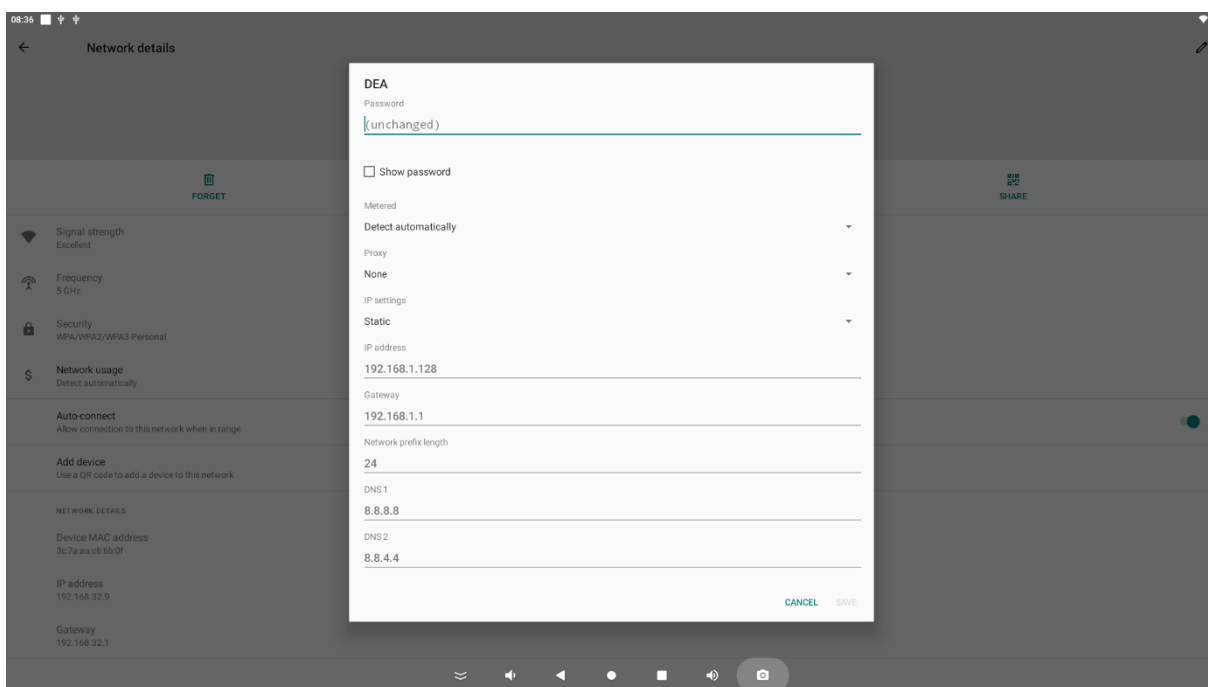 08:36
Network details
DEA
Password
(unchanged)
Show password
FORGET
SHARE
Metered
Detect automatically
Proxy
None
IP settings
Static
IP address
192.168.1.128
Gateway
192.168.1.1
Network prefix length
24
DNS 1
8.8.8.8
DNS 2
8.8.4.4
CANCEL
SAVE
Signal strength
Excellent
Frequency
5 GHz
Security
WPA/WPA2/WPA3-Personal
Network usage
Detect automatically
Auto-connect
Allow connection to this network when in range
Add device
Use a QR code to add a device to this network
NETWORK DETAILS
Device MAC address
3c:7a:aa:c6:6b:0f
IP address
192.168.32.9
Gateway
192.168.32.1